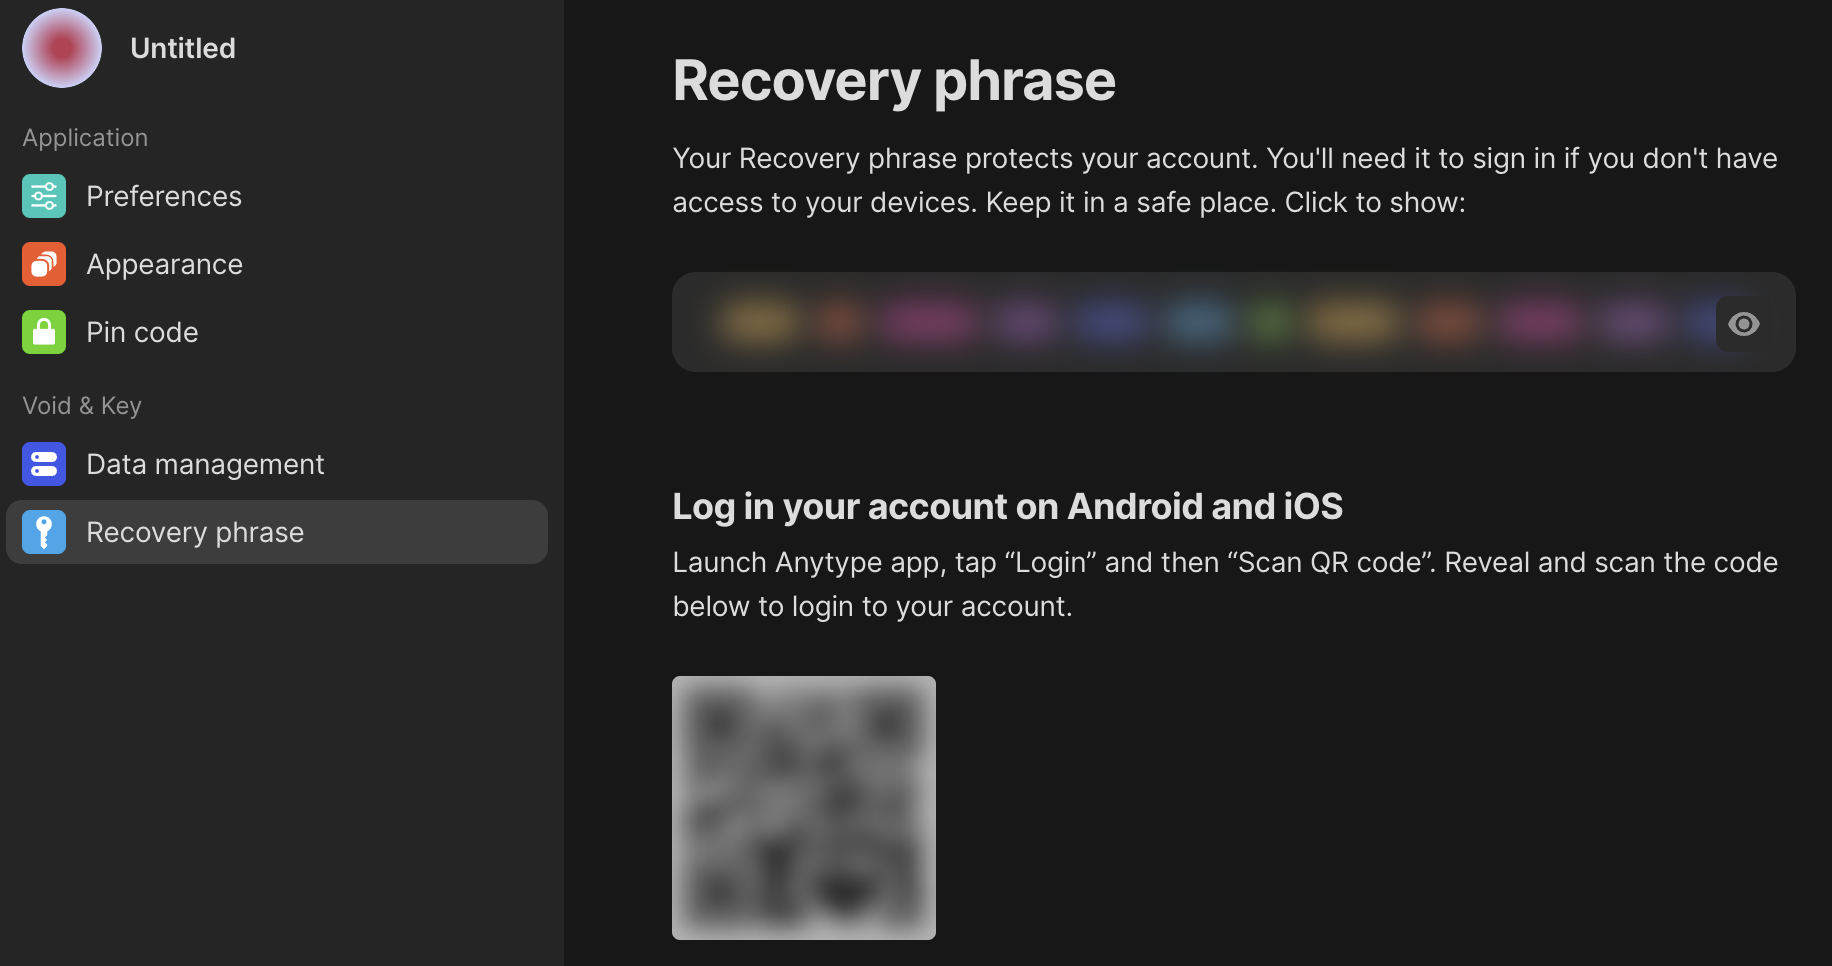 Untitled
Application
Preferences
Appearance
Pin code
Void & Key
Data management
Recovery phrase
Recovery phrase
Your Recovery phrase protects your account. You'll need it to sign in if you don't have
access to your devices. Keep it in a safe place. Click to show:
Log in your account on Android and iOS
Launch Anytype app, tap “Login” and then “Scan QR code”. Reveal and scan the code
below to login to your account.